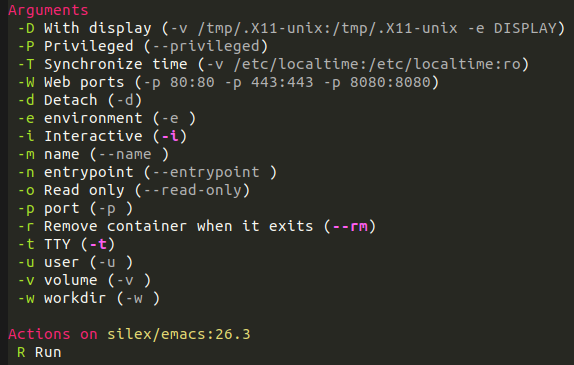 Arguments
-D With display (-v /tmp/.X11-unix:/tmp/.X11-unix -e DISPLAY)
-P Privileged (--privileged)
-T Synchronize time (-v /etc/localtime:/etc/localtime:ro)
-W Web ports (-p 80:80 -p 443:443 -p 8080:8080)
-d Detach (-d)
-e environment (-e )
-i Interactive (-i)
-m name (--name )
-n entrypoint (--entrypoint )
-o Read only (--read-only)
-p port (-p )
-r Remove container when it exits (--rm)
-t TTY (-t)
-u user (-u )
-v volume (-v )
-w workdir (-w )
Actions on silex/emacs:26.3
R Run